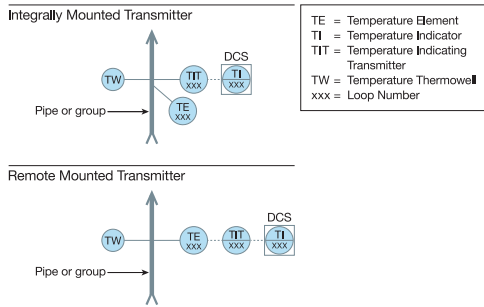 Integrally Mounted Transmitter
DCS
TW
TIT
xxx
TI
xxx
TE
xxx
Pipe or group
TE = Temperature Element
TI = Temperature Indicator
TIT = Temperature Indicating
Transmitter
TW = Temperature Thermowell
xxx = Loop Number
Remote Mounted Transmitter
DCS
TW
TE
xxx
TIT
xxx
TI
xxx
Pipe or group